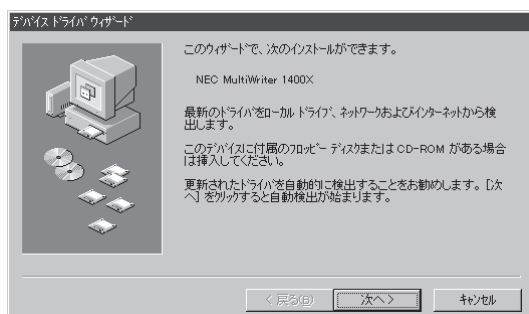 ﾃﾞﾊﾞｲｽ ﾄﾞﾗｲﾊﾞ ｳｨｻﾞｰﾄﾞ
このｳｨｻﾞｰﾄﾞで、次のインストールができます。
NEC MultiWriter 1400X
最新のﾄﾞﾗｲﾊﾞをﾛｰｶﾙ ﾄﾞﾗｲﾌﾞ、ﾈｯﾄﾜｰｸおよびｲﾝﾀｰﾈｯﾄから検
出します。
このﾃﾞﾊﾞｲｽに付属のﾌﾛｯﾋﾟｰ ﾃﾞｨｽｸまたは CD-ROM がある場合
は挿入してください。
更新されたﾄﾞﾗｲﾊﾞを自動的に検出することをお勧めします。[次
へ] をｸﾘｯｸすると自動検出が始まります。
< 戻る(B)
次へ >
ｷｬﾝｾﾙ